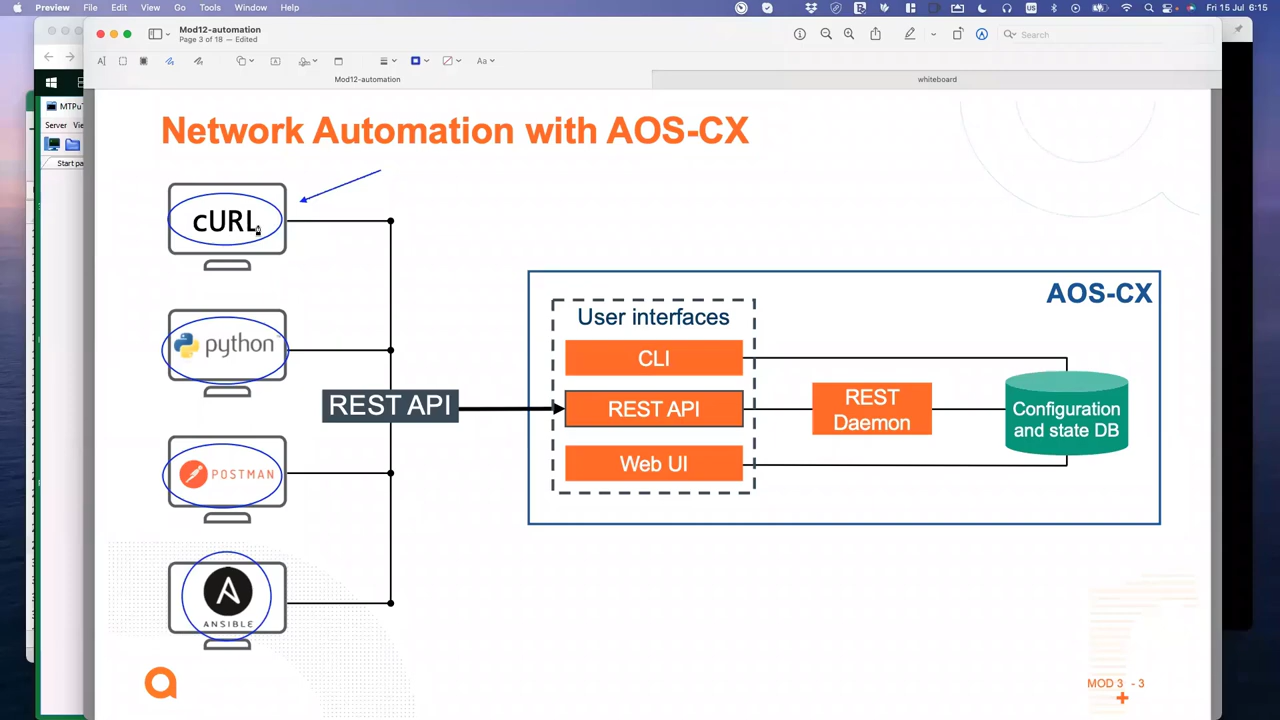 Preview File Edit View Go Tools Window Help
Fri 15 Jul 6:15
Mod12-automation
Page 3 of 18 — Edited
Search
Mod12-automation
whiteboard
MTPuT
Server Vie
Start pa
Network Automation with AOS-CX
cURL
python
POSTMAN
ANSIBLE
REST API
AOS-CX
User interfaces
CLI
REST API
Web UI
REST
Daemon
Configuration
and state DB
MOD 3 - 3